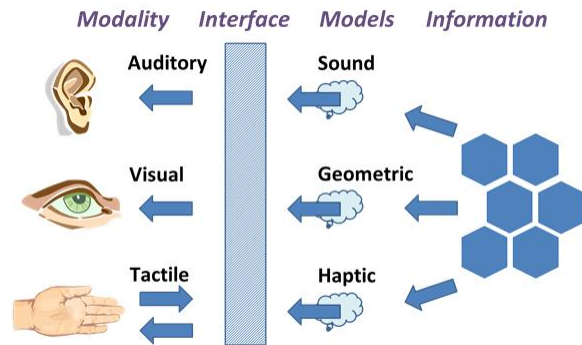 Modality Interface Models Information
Auditory Sound
Visual Geometric
Tactile Haptic